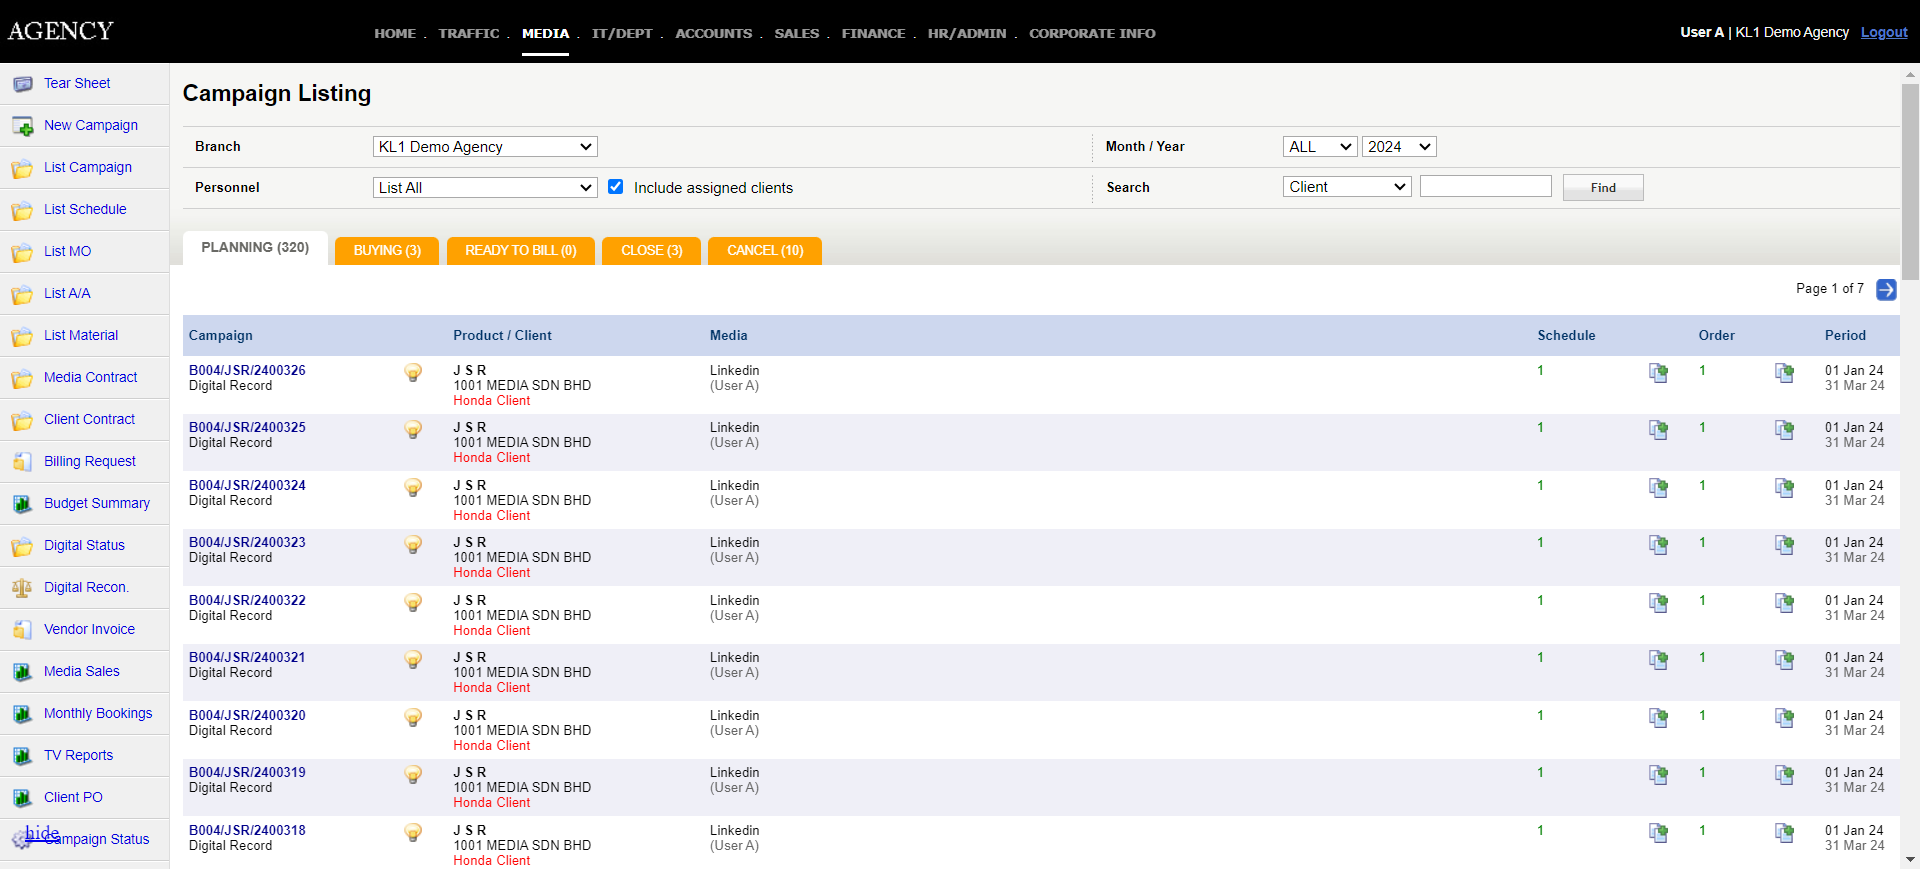 AGENCY
HOME . TRAFFIC . MEDIA . IT/DEPT . ACCOUNTS . SALES . FINANCE . HR/ADMIN . CORPORATE INFO
User A | KL1 Demo Agency Logout
Tear Sheet
New Campaign
List Campaign
List Schedule
List MO
List A/A
List Material
Media Contract
Client Contract
Billing Request
Budget Summary
Digital Status
Digital Recon.
Vendor Invoice
Media Sales
Monthly Bookings
TV Reports
Client PO
hide
Campaign Status
Campaign Listing
Branch KL1 Demo Agency Month / Year ALL 2024
Personnel List All Include assigned clients Search Client Find
PLANNING (320) BUYING (3) READY TO BILL (0) CLOSE (3) CANCEL (10)
Page 1 of 7
Campaign Product / Client Media Schedule Order Period
B004/JSR/2400326 J S R Linkedin 1 1 01 Jan 24
Digital Record 1001 MEDIA SDN BHD (User A) 31 Mar 24
Honda Client
B004/JSR/2400325 J S R Linkedin 1 1 01 Jan 24
Digital Record 1001 MEDIA SDN BHD (User A) 31 Mar 24
Honda Client
B004/JSR/2400324 J S R Linkedin 1 1 01 Jan 24
Digital Record 1001 MEDIA SDN BHD (User A) 31 Mar 24
Honda Client
B004/JSR/2400323 J S R Linkedin 1 1 01 Jan 24
Digital Record 1001 MEDIA SDN BHD (User A) 31 Mar 24
Honda Client
B004/JSR/2400322 J S R Linkedin 1 1 01 Jan 24
Digital Record 1001 MEDIA SDN BHD (User A) 31 Mar 24
Honda Client
B004/JSR/2400321 J S R Linkedin 1 1 01 Jan 24
Digital Record 1001 MEDIA SDN BHD (User A) 31 Mar 24
Honda Client
B004/JSR/2400320 J S R Linkedin 1 1 01 Jan 24
Digital Record 1001 MEDIA SDN BHD (User A) 31 Mar 24
Honda Client
B004/JSR/2400319 J S R Linkedin 1 1 01 Jan 24
Digital Record 1001 MEDIA SDN BHD (User A) 31 Mar 24
Honda Client
B004/JSR/2400318 J S R Linkedin 1 1 01 Jan 24
Digital Record 1001 MEDIA SDN BHD (User A) 31 Mar 24
Honda Client